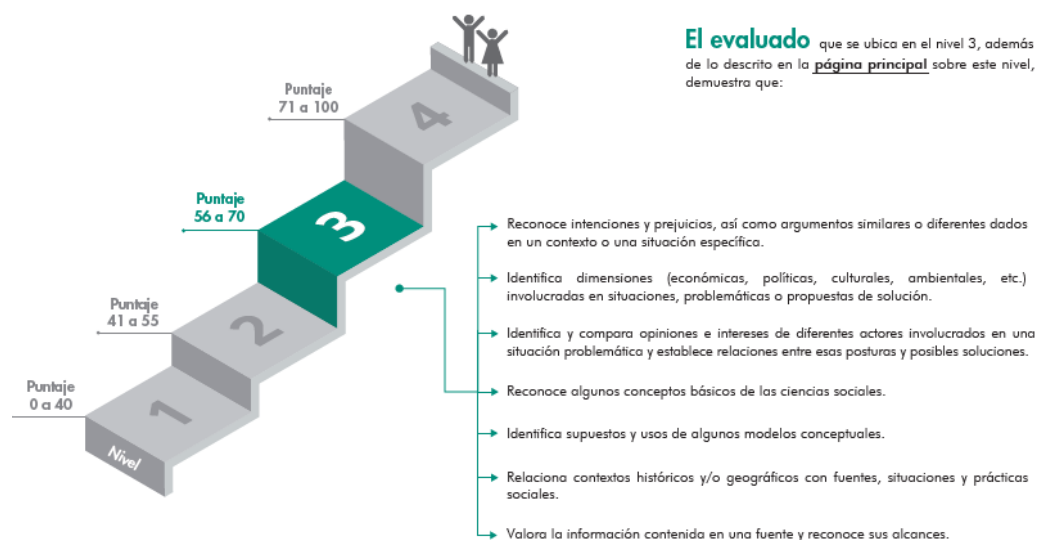 El evaluado que se ubica en el nivel 3, además
de lo descrito en la página principal sobre este nivel,
demuestra que:
Puntaje
71 a 100
4
Puntaje
56 a 70
3
Puntaje
41 a 55
2
Puntaje
0 a 40
1
Nivel
Reconoce intenciones y prejuicios, así como argumentos similares o diferentes dados
en un contexto o una situación específica.
Identifica dimensiones (económicas, políticas, culturales, ambientales, etc.)
involucradas en situaciones, problemáticas o propuestas de solución.
Identifica y compara opiniones e intereses de diferentes actores involucrados en una
situación problemática y establece relaciones entre esas posturas y posibles soluciones.
Reconoce algunos conceptos básicos de las ciencias sociales.
Identifica supuestos y usos de algunos modelos conceptuales.
Relaciona contextos históricos y/o geográficos con fuentes, situaciones y prácticas
sociales.
Valora la información contenida en una fuente y reconoce sus alcances.